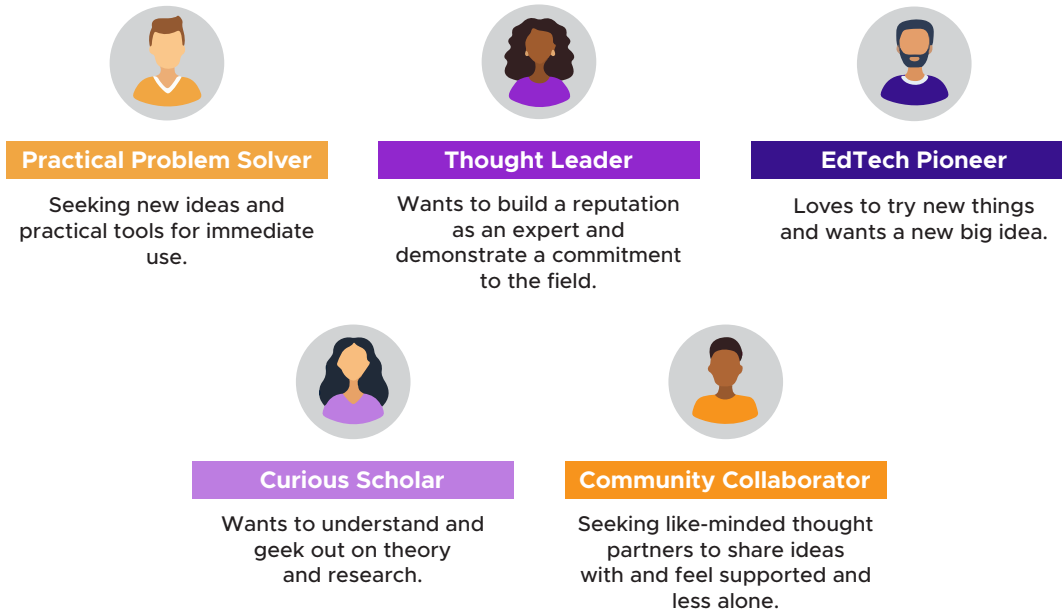 Practical Problem Solver
Seeking new ideas and
practical tools for immediate
use.
Thought Leader
Wants to build a reputation
as an expert and
demonstrate a commitment
to the field.
EdTech Pioneer
Loves to try new things
and wants a new big idea.
Curious Scholar
Wants to understand and
geek out on theory
and research.
Community Collaborator
Seeking like-minded thought
partners to share ideas
with and feel supported and
less alone.